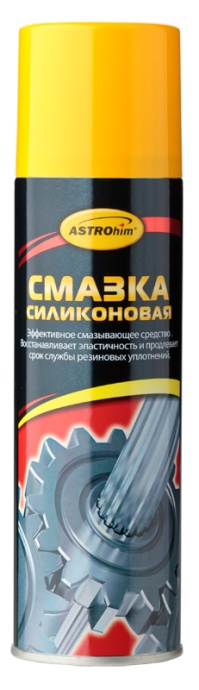 ASTROhim®
СМАЗКА
СИЛИКОНОВАЯ
Эффективное смазывающее средство.
Восстанавливает эластичность и продлевает
срок службы резиновых уплотнений.